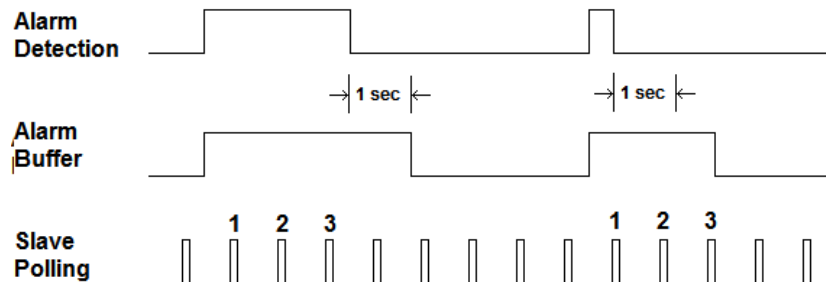 Alarm
Detection
1 sec
1 sec
Alarm
Buffer
1 2 3 1 2 3
Slave
Polling